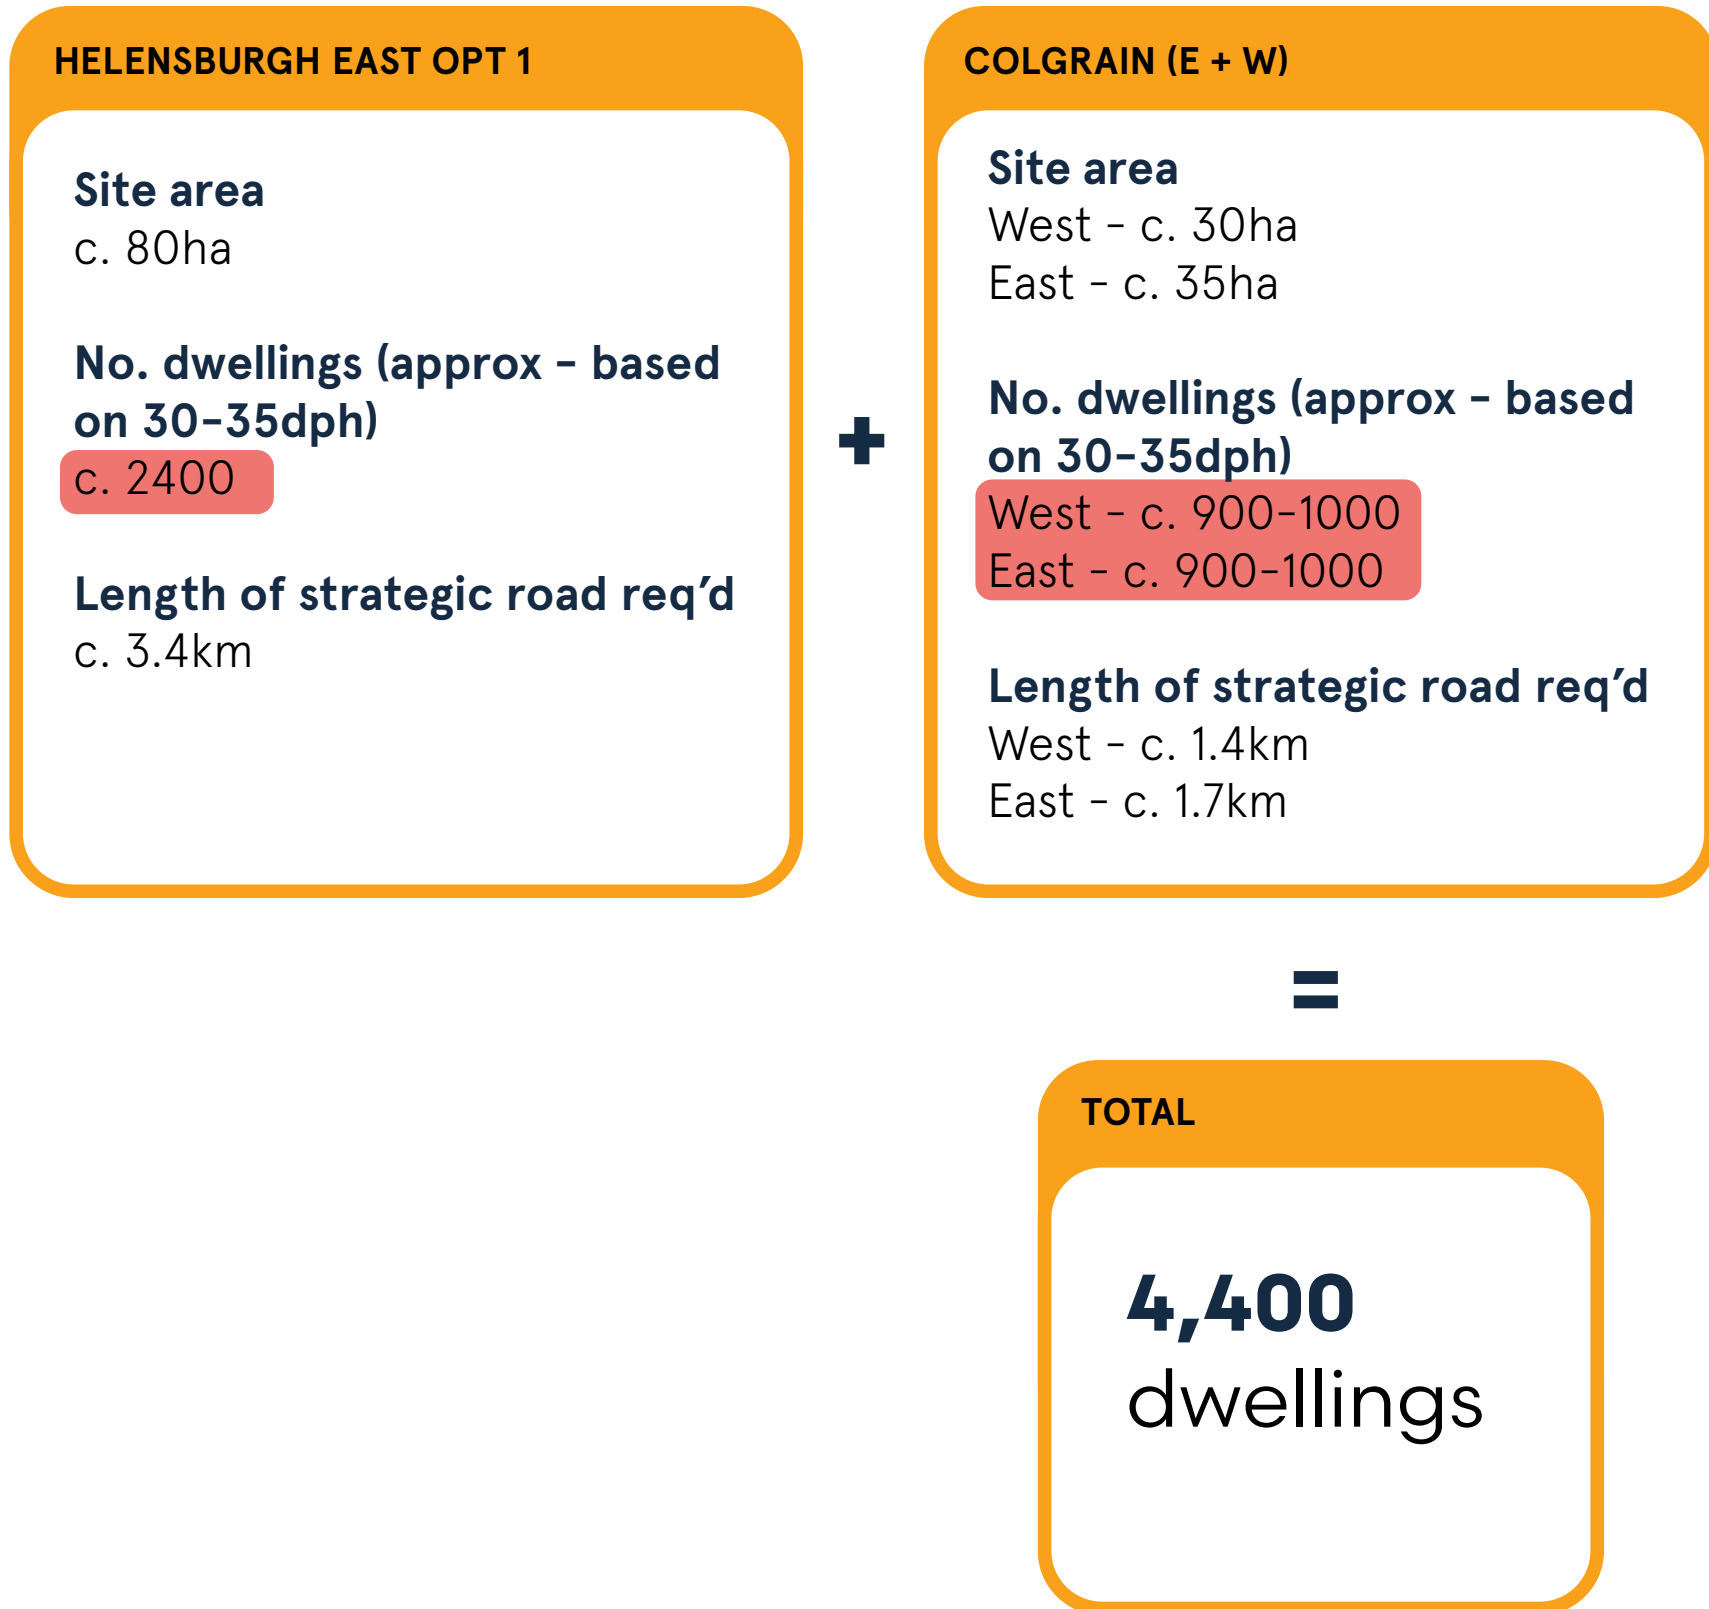 HELENSBURGH EAST OPT 1
Site area
c. 80ha
No. dwellings (approx - based
on 30-35dph)
c. 2400
Length of strategic road req’d
c. 3.4km
+
COLGRAIN (E + W)
Site area
West - c. 30ha
East - c. 35ha
No. dwellings (approx - based
on 30-35dph)
West - c. 900-1000
East - c. 900-1000
Length of strategic road req’d
West - c. 1.4km
East - c. 1.7km
=
TOTAL
4,400
dwellings